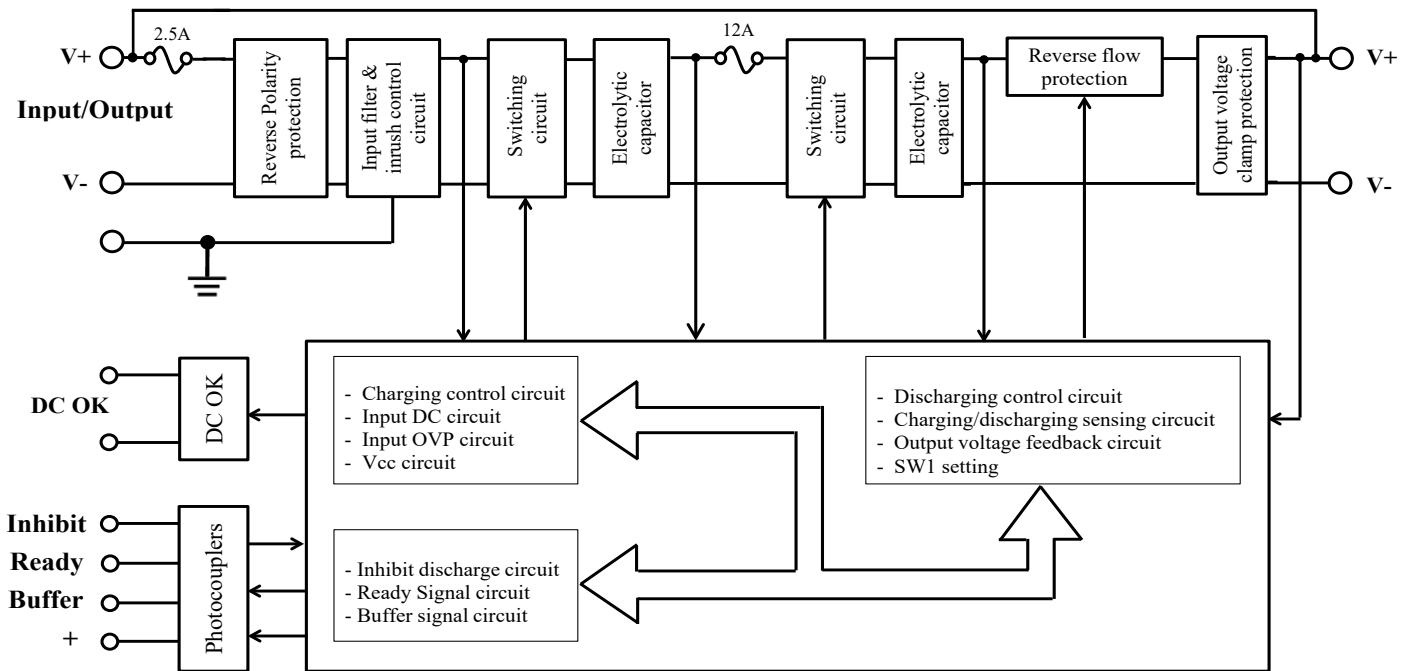 2.5A
12A
V+
Reverse Polarity
protection
Input filter &
inrush control
circuit
Switching
circuit
Electrolytic
capacitor
Switching
circuit
Electrolytic
capacitor
Reverse flow
protection
Output voltage
clamp protection
V+
Input/Output
V-
V-
DC OK
DC OK
- Charging control circuit
- Input DC circuit
- Input OVP circuit
- Vcc circuit
- Discharging control circuit
- Charging/discharging sensing circucit
- Output voltage feedback circuit
- SW1 setting
Inhibit
Ready
Buffer
+
Photocouplers
- Inhibit discharge circuit
- Ready Signal circuit
- Buffer signal circuit